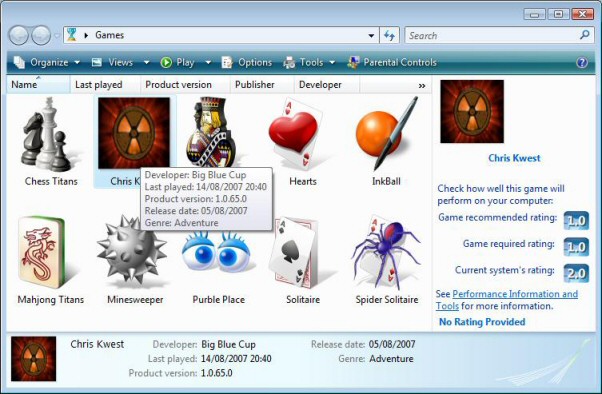 Games
Search
Organize Views Play Options Tools Parental Controls
Name Last played Product version Publisher Developer »
Chess Titans
Chris K
Hearts
InkBall
Developer: Big Blue Cup
Last played: 14/08/2007 20:40
Product version: 1.0.65.0
Release date: 05/08/2007
Genre: Adventure
Mahjong Titans
Minesweeper
Purble Place
Solitaire
Spider Solitaire
Chris Kwest
Check how well this game will
perform on your computer:
Game recommended rating: 1,0
Game required rating: 1,0
Current system's rating: 2,0
See Performance Information and
Tools for more information.
No Rating Provided
Chris Kwest
Developer: Big Blue Cup
Last played: 14/08/2007 20:40
Product version: 1.0.65.0
Release date: 05/08/2007
Genre: Adventure